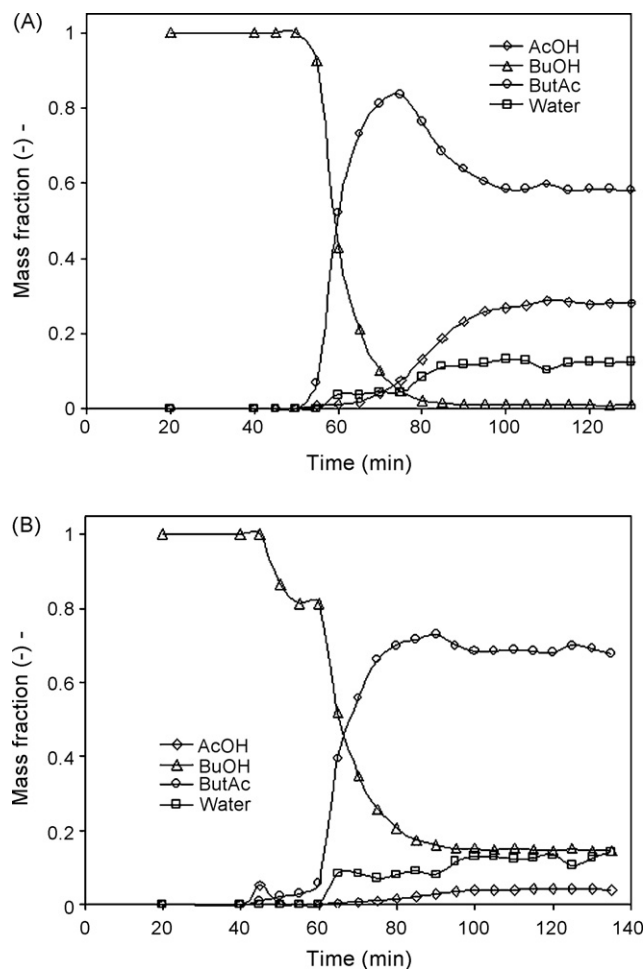 (A)
1
0.8
0.6
0.4
0.2
0
Mass fraction (-) -
AcOH
BuOH
ButAc
Water
0 20 40 60 80 100 120
Time (min)
(B)
1
0.8
0.6
0.4
0.2
0
Mass fraction (-) -
AcOH
BuOH
ButAc
Water
0 20 40 60 80 100 120 140
Time (min)